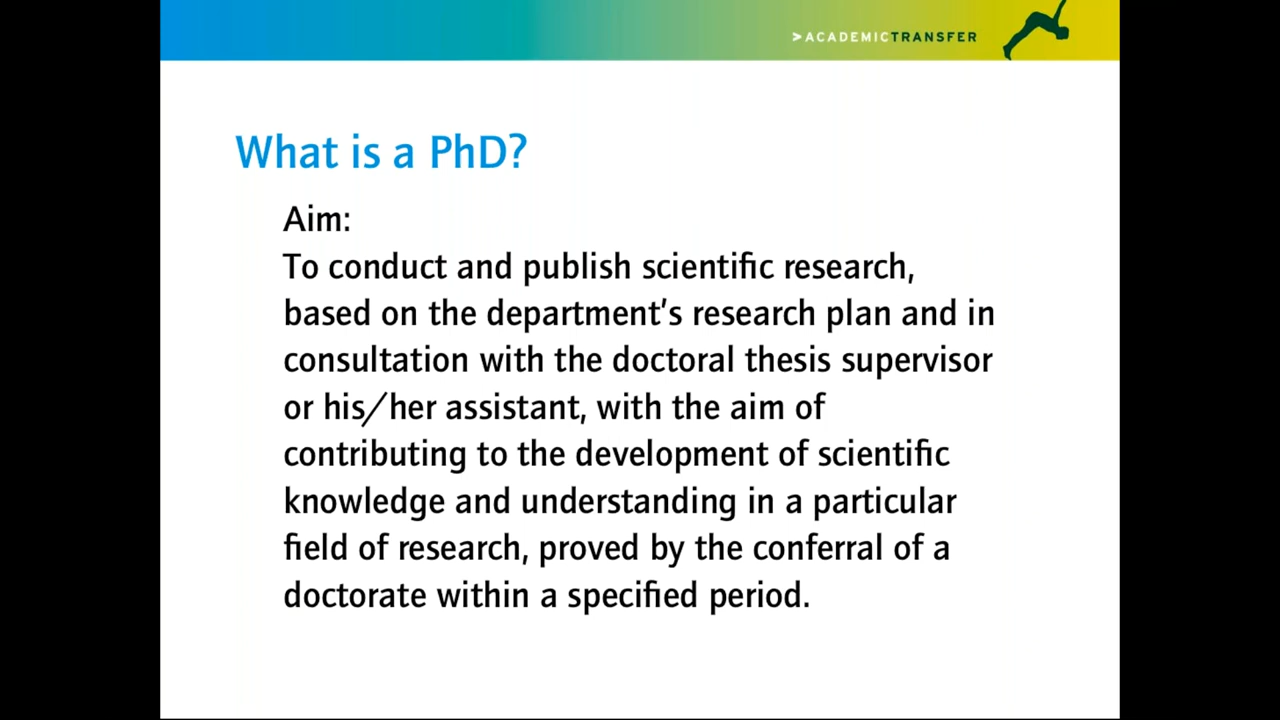 >ACADEMICTRANSFER
What is a PhD?
Aim:
To conduct and publish scientific research,
based on the department’s research plan and in
consultation with the doctoral thesis supervisor
or his/her assistant, with the aim of
contributing to the development of scientific
knowledge and understanding in a particular
field of research, proved by the conferral of a
doctorate within a specified period.